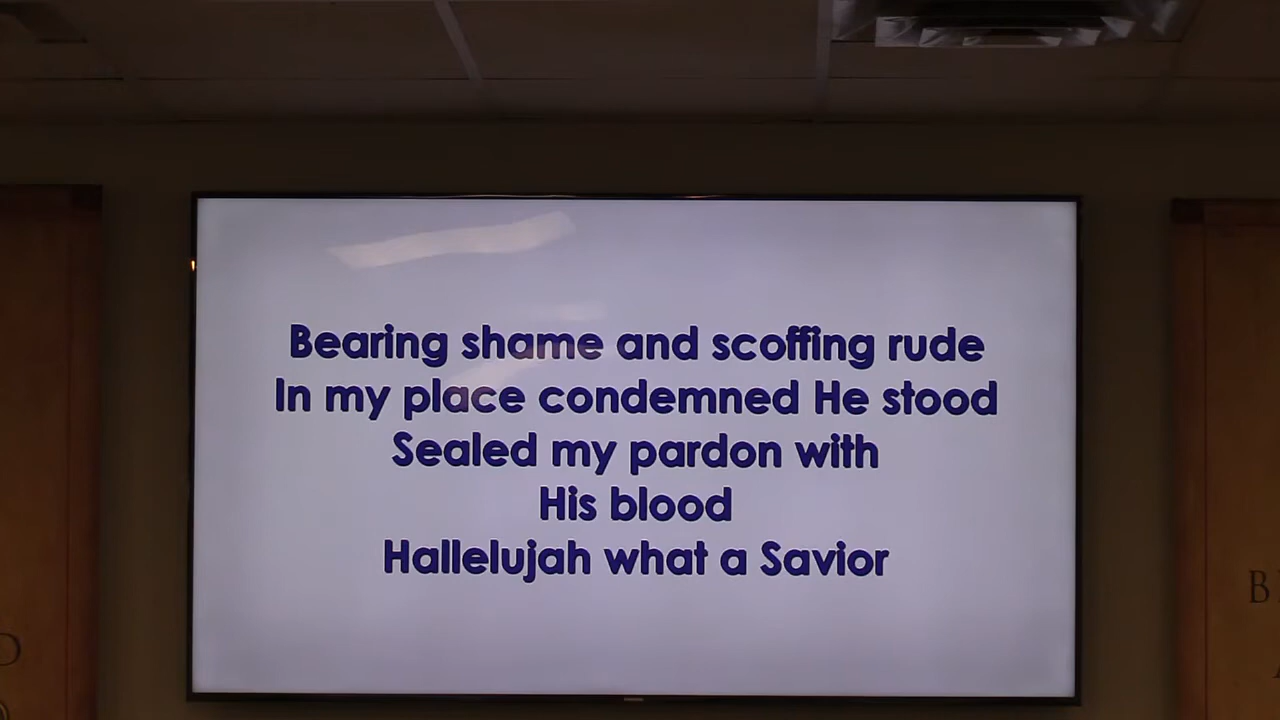 Bearing shame and scoffing rude
In my place condemned He stood
Sealed my pardon with
His blood
Hallelujah what a Savior
B